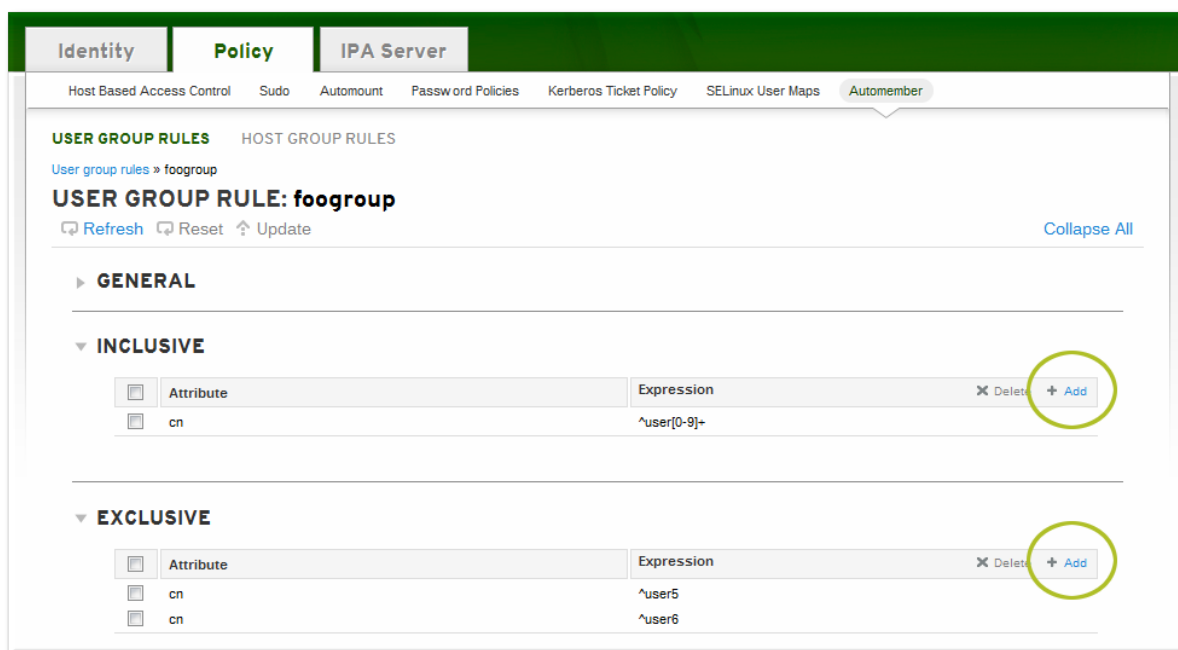 Identity Policy IPA Server
Host Based Access Control Sudo Automount Password Policies Kerberos Ticket Policy SELinux User Maps Automember
USER GROUP RULES HOST GROUP RULES
User group rules » foogroup
USER GROUP RULE: foogroup
Refresh Reset Update Collapse All
GENERAL
INCLUSIVE
Attribute Expression Delete + Add
cn ^user[0-9]+
EXCLUSIVE
Attribute Expression Delete + Add
cn ^user5
cn ^user6